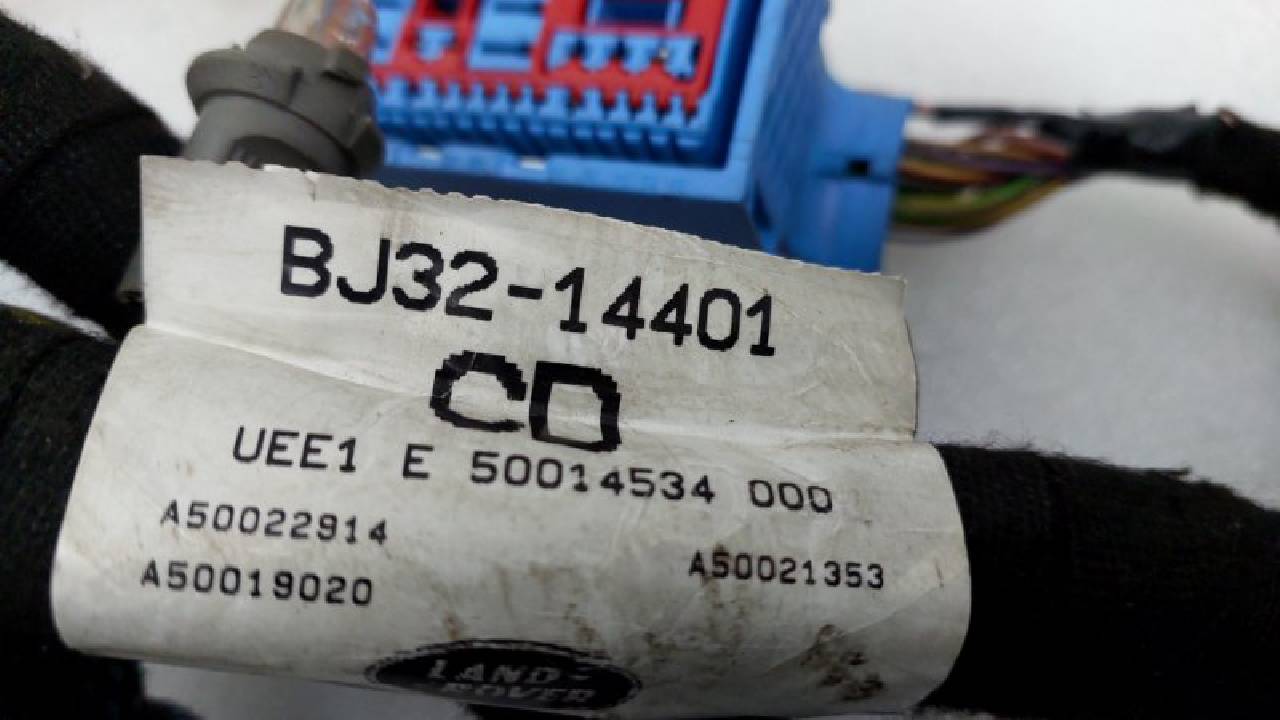 BJ32-14401
CD
UEE1 E 50014534 000
A50022914
A50021353
A50019020
LAND-
ROVER